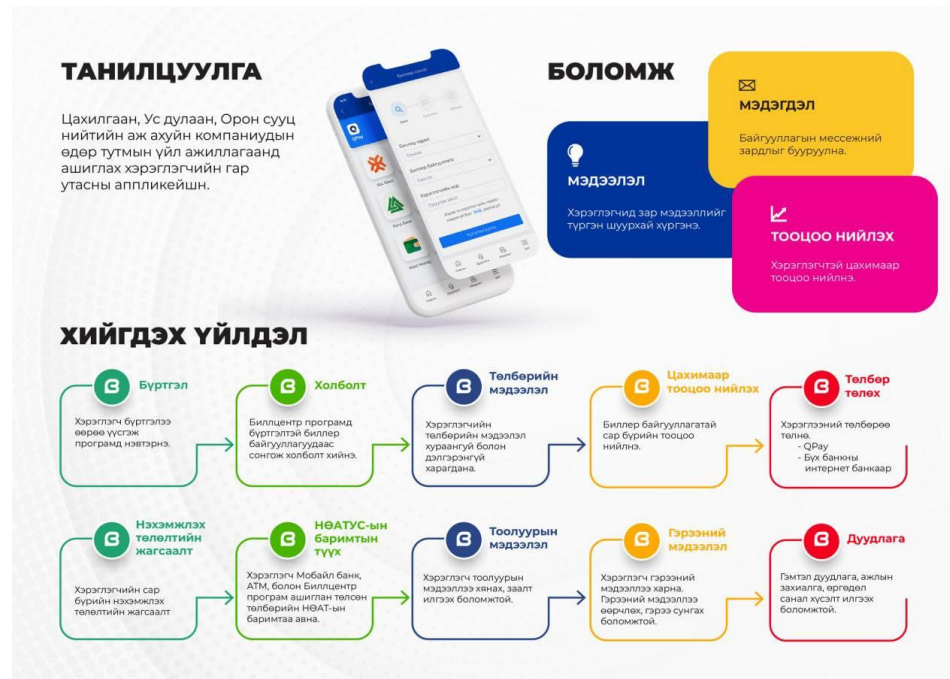 ТАНИЛЦУУЛГА
Цахилгаан, Ус дулаан, Орон сууц
нийтийн аж ахуйн компаниудын
өдөр тутмын үйл ажиллагаанд
ашиглах хэрэглэгчийн гар
утасны аппликейшн.
QPay
БОЛОМЖ
МЭДЭГДЭЛ
Байгууллагын мессежний
зардлыг бууруулна.
МЭДЭЭЛЭЛ
Хэрэглэгчид зар мэдээллийг
түргэн шуурхай хүргэнэ.
ТООЦОО НИЙЛЭХ
Хэрэглэгчтэй цахимаар
тооцоо нийлнэ.
ХИЙГДЭХ ҮЙЛДЭЛ
Бүртгэл
Хэрэглэгч бүртгэлээ
өөрөө үүсгэж
програмд нэвтэрнэ.
Холболт
Биллцентр програмд
бүртгэлтэй биллер
байгууллагуудаас
сонгож холболт хийнэ.
Төлбөрийн
мэдээлэл
Хэрэглэгчийн
төлбөрийн мэдээлэл
хураангуй болон
дэлгэрэнгүй
харагдана.
Цахимаар
тооцоо нийлэх
Биллер байгууллагатай
сар бүрийн тооцоо
нийлнэ.
Төлбөр
төлөх
Хэрэглээний төлбөрөө
төлнө.
- QPay
- Бүх банкны
интернет банкаар
Нэхэмжлэх
төлөлтийн
жагсаалт
Хэрэглэгчийн сар
бүрийн нэхэмжлэх
төлөлтийн жагсаалт
НӨАТУС-ын
баримтын
түүх
Хэрэглэгч Мобайл банк,
АТМ, болон Биллцентр
програм ашиглан төлсөн
төлбөрийн НӨАТ-ын
баримтаа авна.
Тоолуурын
мэдээлэл
Хэрэглэгч тоолуурын
мэдээллээ хянах, заалт
илгээх боломжтой.
Гэрээний
мэдээлэл
Хэрэглэгч гэрээний
мэдээллээ харна.
Гэрээний мэдээллээ
өөрчлөх, гэрээ сунгах
боломжтой.
Дуудлага
Гэмтэл дуудлага, ажлын
захиалга, өргөдөл
санал хүсэлт илгээх
боломжтой.